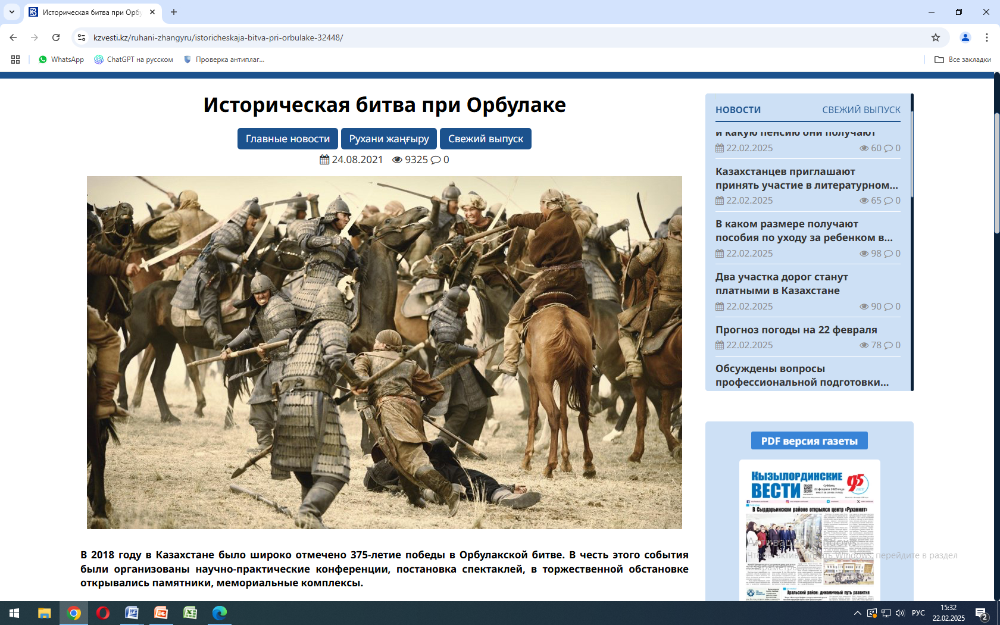 Историческая битва при Орбу
kzvesti.kz/ruhani-zhangyru/istoricheskaja-bitva-pri-orbulake-32448/
WhatsApp
ChatGPT на русском
Проверка антиплаг...
Все закладки
Историческая битва при Орбулаке
Главные новости
Рухани жаңғыру
Свежий выпуск
24.08.2021 9325 0
НОВОСТИ
СВЕЖИЙ ВЫПУСК
и какую пенсию они получают
22.02.2025 60 0
Казахстанцев приглашают
принять участие в литературном...
22.02.2025 65 0
В каком размере получают
пособия по уходу за ребенком в...
22.02.2025 98 0
Два участка дорог станут
платными в Казахстане
22.02.2025 90 0
Прогноз погоды на 22 февраля
22.02.2025 78 0
Обсуждены вопросы
профессиональной подготовки...
PDF версия газеты
КЫЗЫЛОРДИНСКИЕ
ВЕСТИ
95
ЛЕТ
Суббота,
22 февраля 2025 года
В Сырдарьинском районе открылся центр «Руханият»
Аральский район: динамичный путь развития
Активация Windows
Чтобы активировать Windows, перейдите в раздел
"Параметры".
В 2018 году в Казахстане было широко отмечено 375-летие победы в Орбулакской битве. В честь этого события
были организованы научно-практические конференции, постановка спектаклей, в торжественной обстановке
открывались памятники, мемориальные комплексы.
РУС
15:32
22.02.2025
2